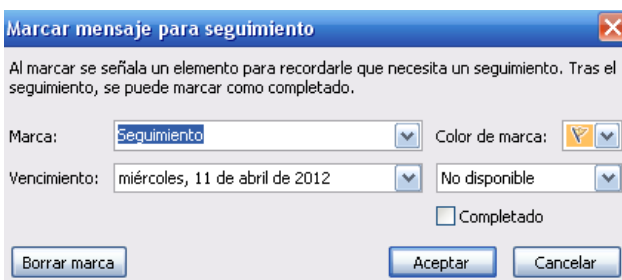 Marcar mensaje para seguimiento
Al marcar se señala un elemento para recordarle que necesita un seguimiento. Tras el
seguimiento, se puede marcar como completado.
Marca: Seguimiento Color de marca:
Vencimiento: miércoles, 11 de abril de 2012 No disponible
Completado
Borrar marca Aceptar Cancelar